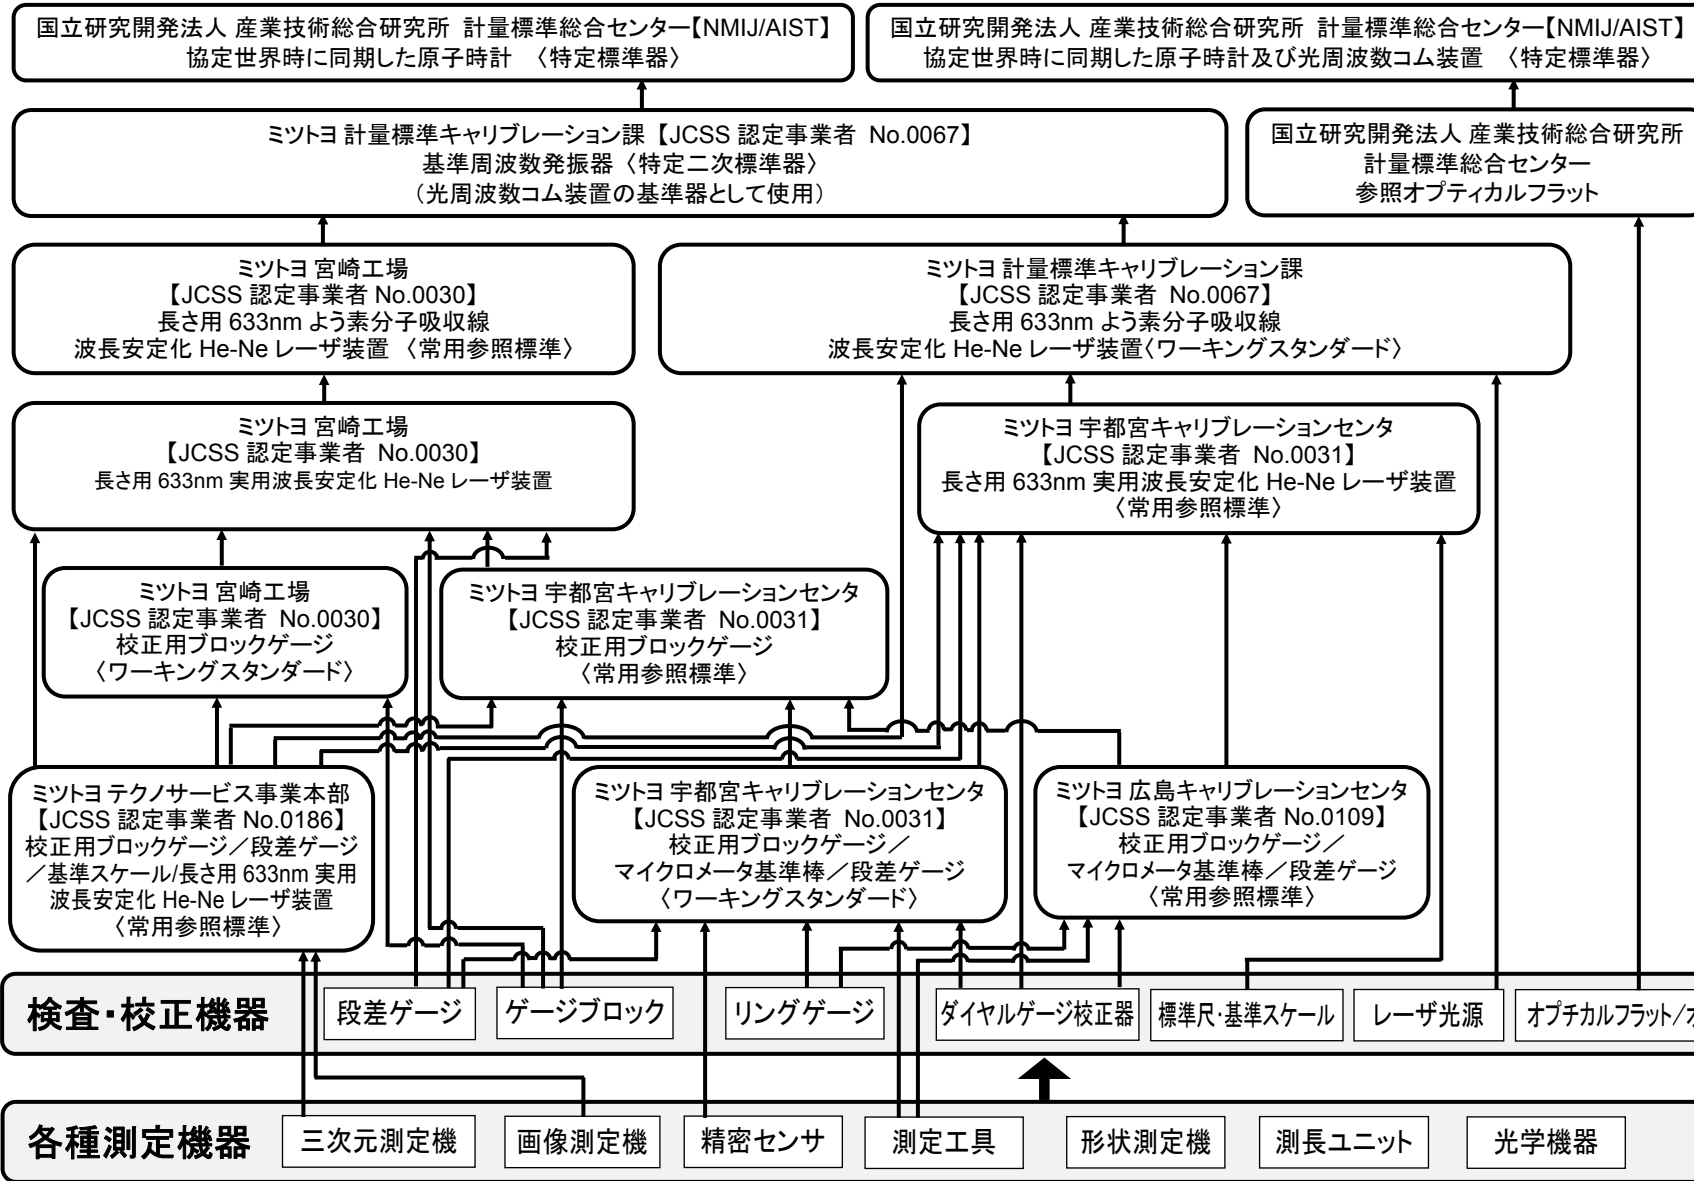 国立研究開発法人 産業技術総合研究所 計量標準総合センター【NMIJ/AIST】
協定世界時に同期した原子時計 〈特定標準器〉
国立研究開発法人 産業技術総合研究所 計量標準総合センター【NMIJ/AIST】
協定世界時に同期した原子時計及び光周波数コム装置 〈特定標準器〉
ミツトヨ 計量標準キャリブレーション課【JCSS 認定事業者 No.0067】
基準周波数発振器〈特定二次標準器〉
（光周波数コム装置の基準器として使用）
国立研究開発法人 産業技術総合研究所
計量標準総合センター
参照オプティカルフラット
ミツトヨ 宮崎工場
【JCSS 認定事業者 No.0030】
長さ用 633nm よう素分子吸収線
波長安定化 He-Ne レーザ装置 〈常用参照標準〉
ミツトヨ 計量標準キャリブレーション課
【JCSS 認定事業者 No.0067】
長さ用 633nm よう素分子吸収線
波長安定化 He-Ne レーザ装置〈ワーキングスタンダード〉
ミツトヨ 宮崎工場
【JCSS 認定事業者 No.0030】
長さ用 633nm 実用波長安定化 He-Ne レーザ装置
ミツトヨ 宇都宮キャリブレーションセンタ
【JCSS 認定事業者 No.0031】
長さ用 633nm 実用波長安定化 He-Ne レーザ装置
〈常用参照標準〉
ミツトヨ 宮崎工場
【JCSS 認定事業者 No.0030】
校正用ブロックゲージ
〈ワーキングスタンダード〉
ミツトヨ 宇都宮キャリブレーションセンタ
【JCSS 認定事業者 No.0031】
校正用ブロックゲージ
〈常用参照標準〉
ミツトヨ テクノサービス事業本部
【JCSS 認定事業者 No.0186】
校正用ブロックゲージ／段差ゲージ
／基準スケール/長さ用 633nm 実用
波長安定化 He-Ne レーザ装置
〈常用参照標準〉
ミツトヨ 宇都宮キャリブレーションセンタ
【JCSS 認定事業者 No.0031】
校正用ブロックゲージ／
マイクロメータ基準棒／段差ゲージ
〈ワーキングスタンダード〉
ミツトヨ 広島キャリブレーションセンタ
【JCSS 認定事業者 No.0109】
校正用ブロックゲージ／
マイクロメータ基準棒／段差ゲージ
〈常用参照標準〉
検査・校正機器
段差ゲージ
ゲージブロック
リングゲージ
ダイヤルゲージ校正器
標準尺・基準スケール
レーザ光源
オプチカルフラット/
各種測定機器
三次元測定機
画像測定機
精密センサ
測定工具
形状測定機
測長ユニット
光学機器